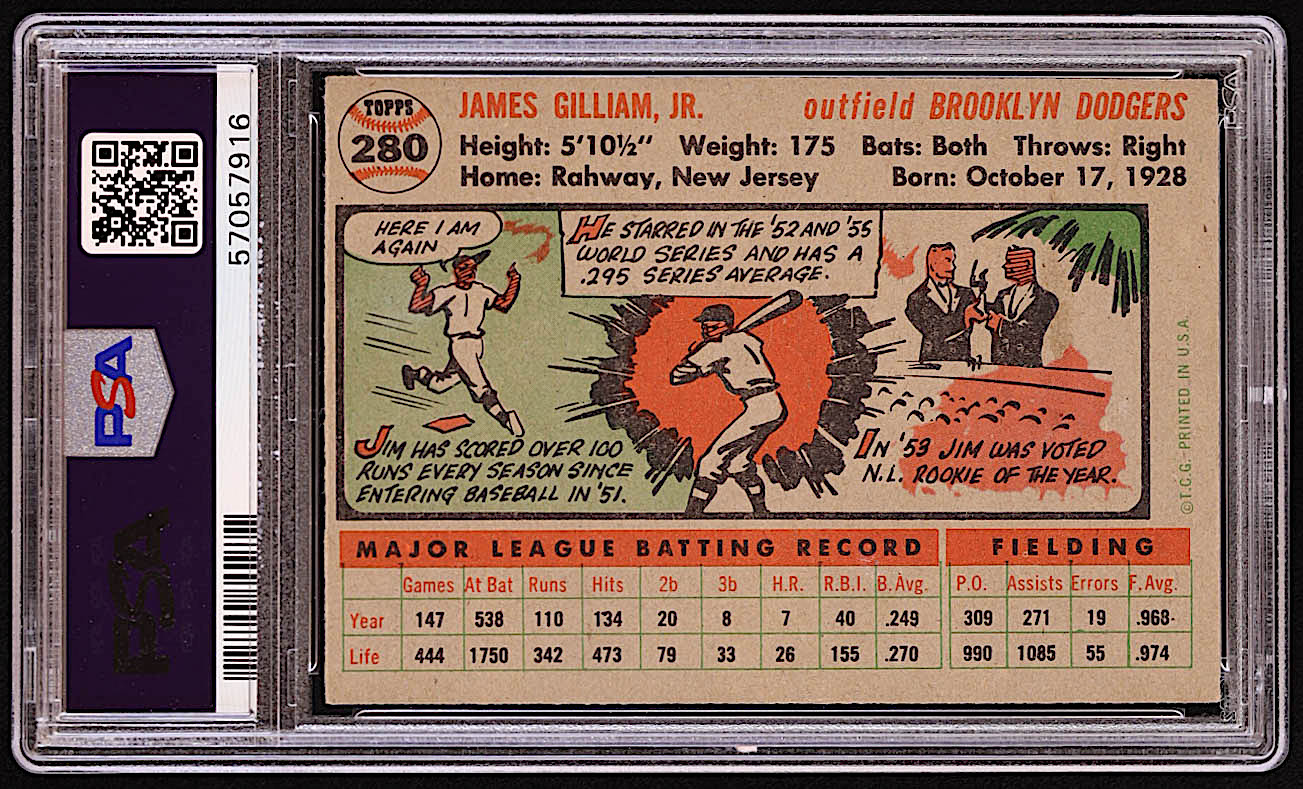 57057916
PSA
PSA
TOPPS
280
JAMES GILLIAM, JR. outfield BROOKLYN DODGERS
Height: 5'10½" Weight: 175 Bats: Both Throws: Right
Home: Rahway, New Jersey Born: October 17, 1928
HERE I AM
AGAIN
HE STARRED IN THE '52 AND '55
WORLD SERIES AND HAS A
.295 SERIES AVERAGE.
JIM HAS SCORED OVER 100
RUNS EVERY SEASON SINCE
ENTERING BASEBALL IN '51.
IN '53 JIM WAS VOTED
N.L. ROOKIE OF THE YEAR.
©T.C.G. PRINTED IN U.S.A.
MAJOR LEAGUE BATTING RECORD FIELDING
Games At Bat Runs Hits 2b 3b H.R. R.B.I. B.Avg. P.O. Assists Errors F.Avg.
Year 147 538 110 134 20 8 7 40 .249 309 271 19 .968
Life 444 1750 342 473 79 33 26 155 .270 990 1085 55 .974